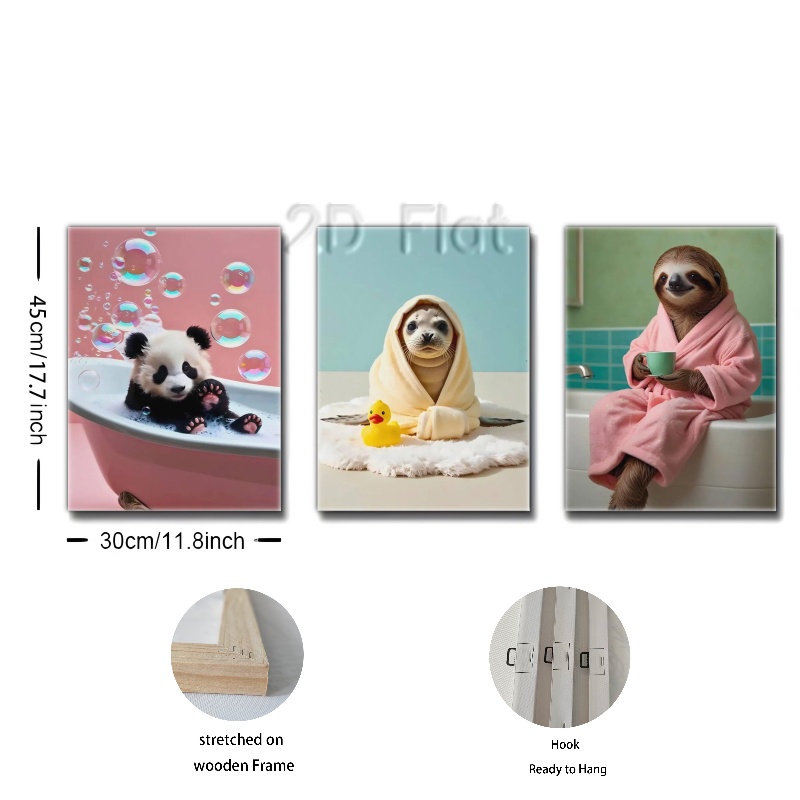 2D Flat
45cm/17.7inch
30cm/11.8inch
stretched on
wooden Frame
Hook
Ready to Hang